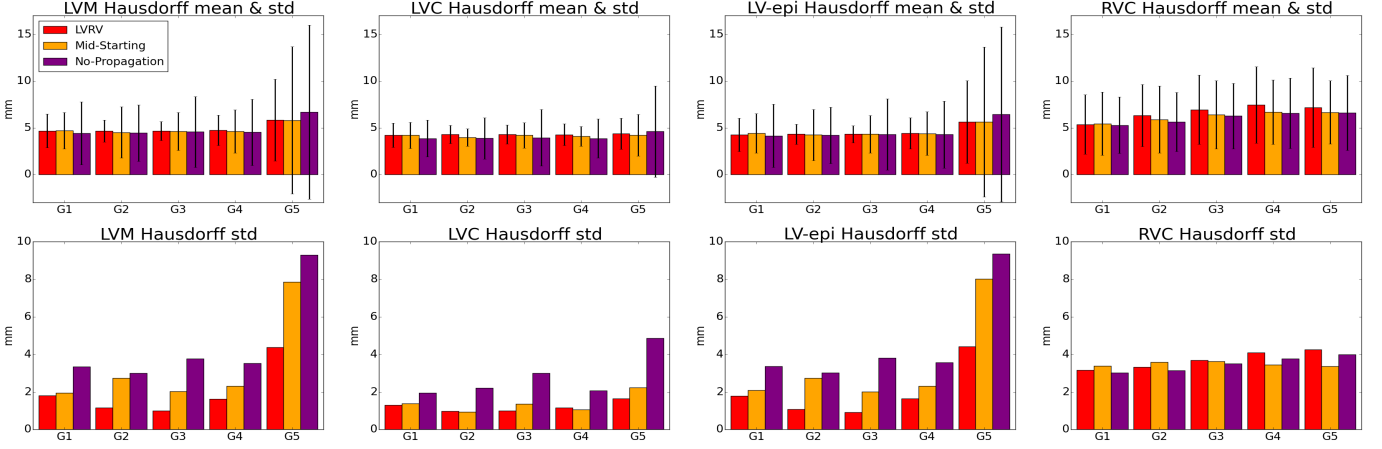 LVM Hausdorff mean & std
LVC Hausdorff mean & std
LV-epi Hausdorff mean & std
RVC Hausdorff mean & std
LVRV
Mid-Starting
No-Propagation
mm
15
10
5
0
G1 G2 G3 G4 G5
mm
15
10
5
0
G1 G2 G3 G4 G5
mm
15
10
5
0
G1 G2 G3 G4 G5
mm
15
10
5
0
G1 G2 G3 G4 G5
LVM Hausdorff std
LVC Hausdorff std
LV-epi Hausdorff std
RVC Hausdorff std
mm
10
8
6
4
2
0
G1 G2 G3 G4 G5
mm
10
8
6
4
2
0
G1 G2 G3 G4 G5
mm
10
8
6
4
2
0
G1 G2 G3 G4 G5
mm
10
8
6
4
2
0
G1 G2 G3 G4 G5